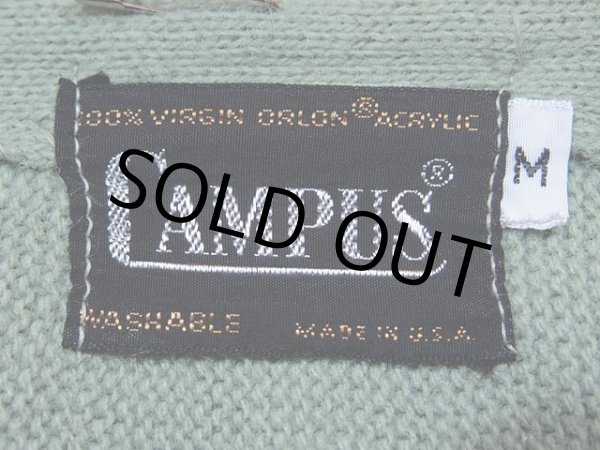 100% VIRGIN ORLON® ACRYLIC
CAMPUS®
SOLD OUT
M
WASHABLE MADE IN U.S.A.